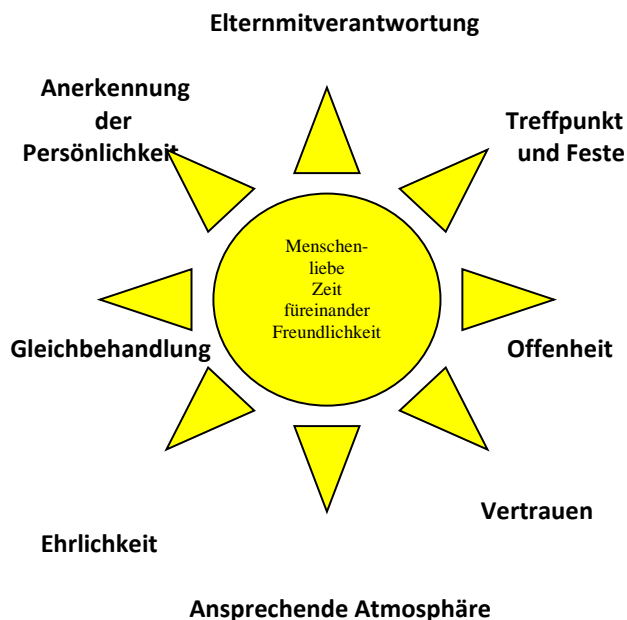 Elternmitverantwortung
Anerkennung
der
Persönlichkeit
Treffpunkt
und Feste
Menschen-
liebe
Zeit
füreinander
Freundlichkeit
Gleichbehandlung
Offenheit
Vertrauen
Ehrlichkeit
Ansprechende Atmosphäre